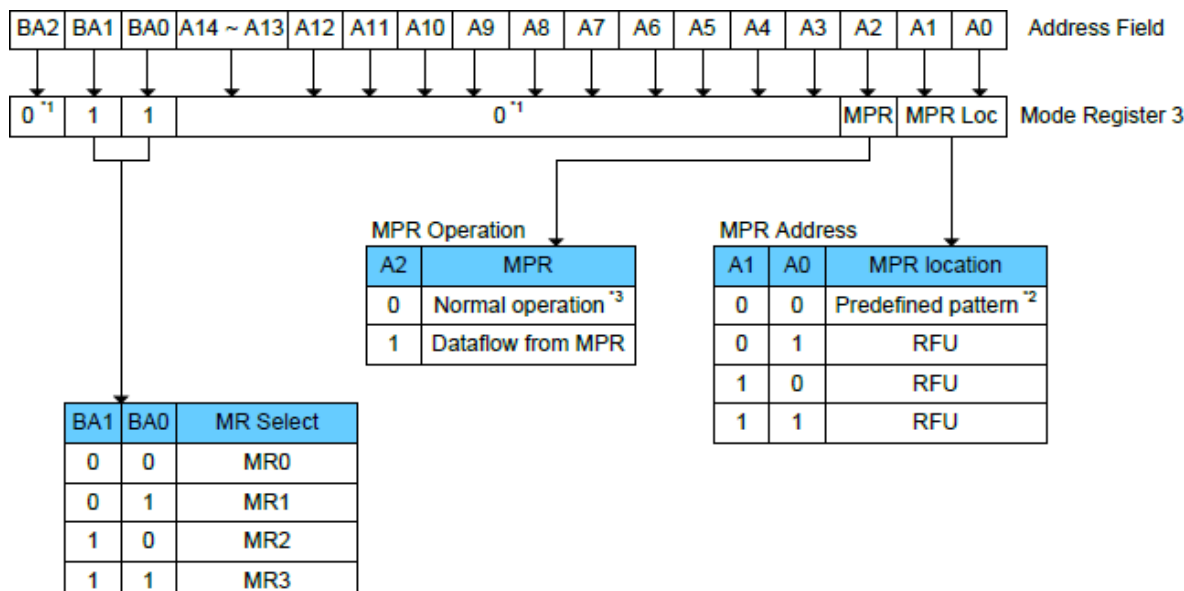 BA2 BA1 BA0 A14 ~ A13 A12 A11 A10 A9 A8 A7 A6 A5 A4 A3 A2 A1 A0 Address Field
0 *1 1 1 0 *1 MPR MPR Loc Mode Register 3
MPR Operation
A2 MPR
0 Normal operation *3
1 Dataflow from MPR
MPR Address
A1 A0 MPR location
0 0 Predefined pattern *2
0 1 RFU
1 0 RFU
1 1 RFU
BA1 BA0 MR Select
0 0 MR0
0 1 MR1
1 0 MR2
1 1 MR3